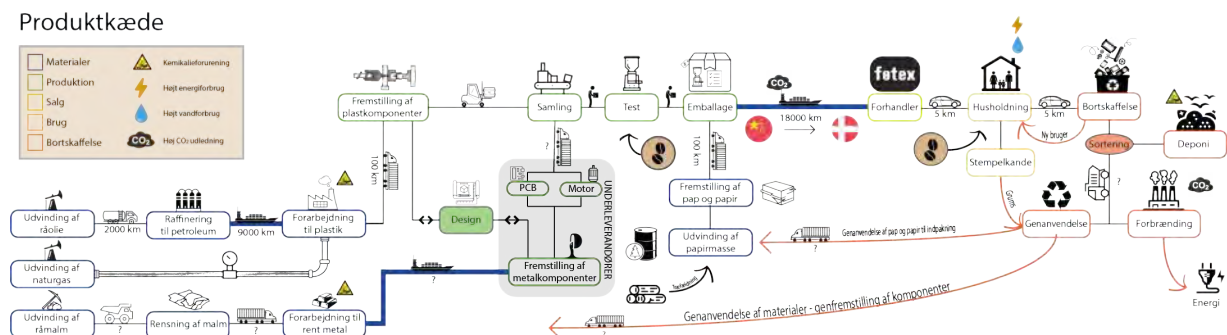 Produktkæde
Materialer
Produktion
Salg
Brug
Bortskaffelse
Kemikalieforurening
Højt energiforbrug
Højt vandforbrug
CO₂
Høj CO₂ udledning
Fremstilling af
plastkomponenter
Samling
Test
Emballage
CO₂
18000 km
føtex
Forhandler
5 km
Husholdning
5 km
Bortskaffelse
Ny bruger
Sortering
Deponi
Stempelkande
Grums
100 km
?
100 km
PCB
Motor
UNDERLEVERANDØRER
Fremstilling af
pap og papir
Design
Udvinding af
råolie
2000 km
Raffinering
til petroleum
9000 km
Forarbejdning
til plastik
Udvinding af
papirmasse
Genanvendelse af pap og papir til indpakning
?
Genanvendelse
?
CO₂
Forbrænding
Energi
Udvinding af
naturgas
Fremstilling af
metalkomponenter
?
Udvinding af
råmalm
?
Rensning af malm
?
Forarbejdning til
rent metal
Genanvendelse af materialer - genfremstilling af komponenter
?